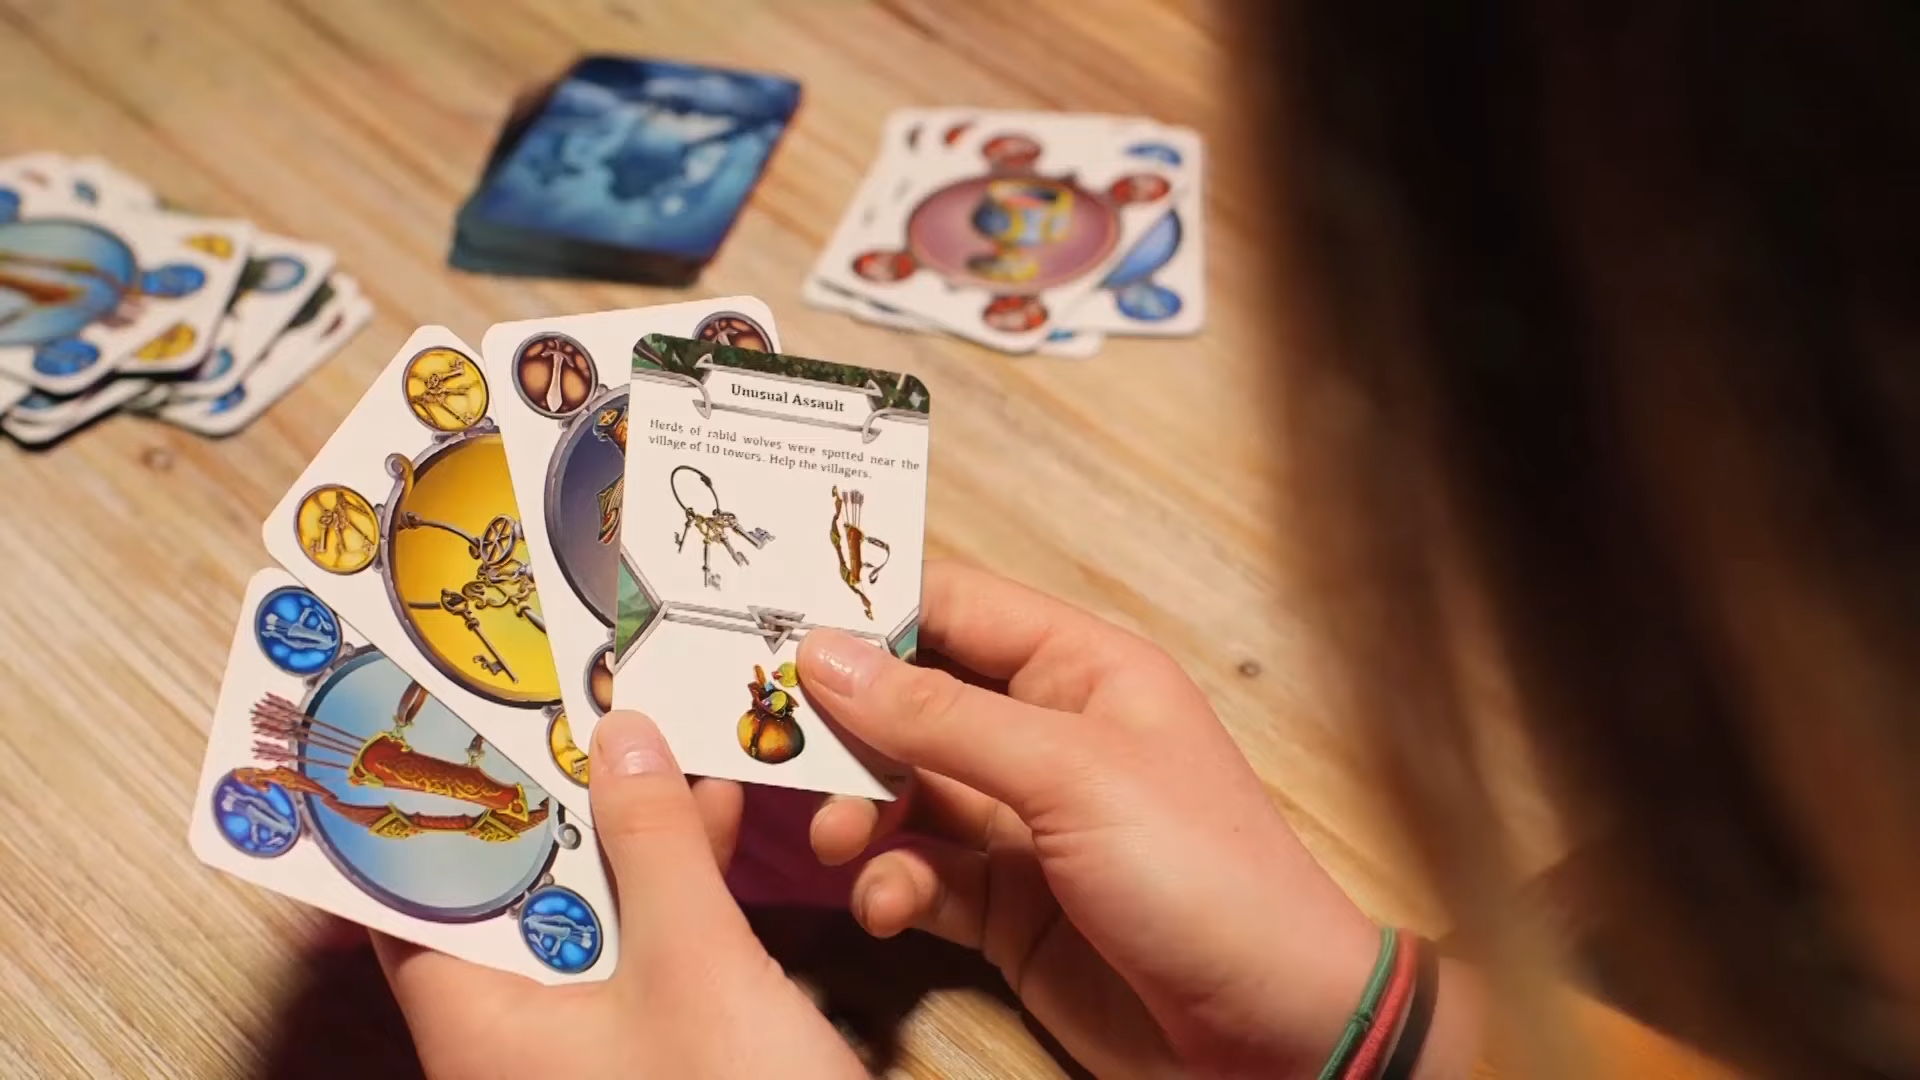 Unusual Assault
Herds of rabid wolves were spotted near the
village of 10 towers. Help the villagers.